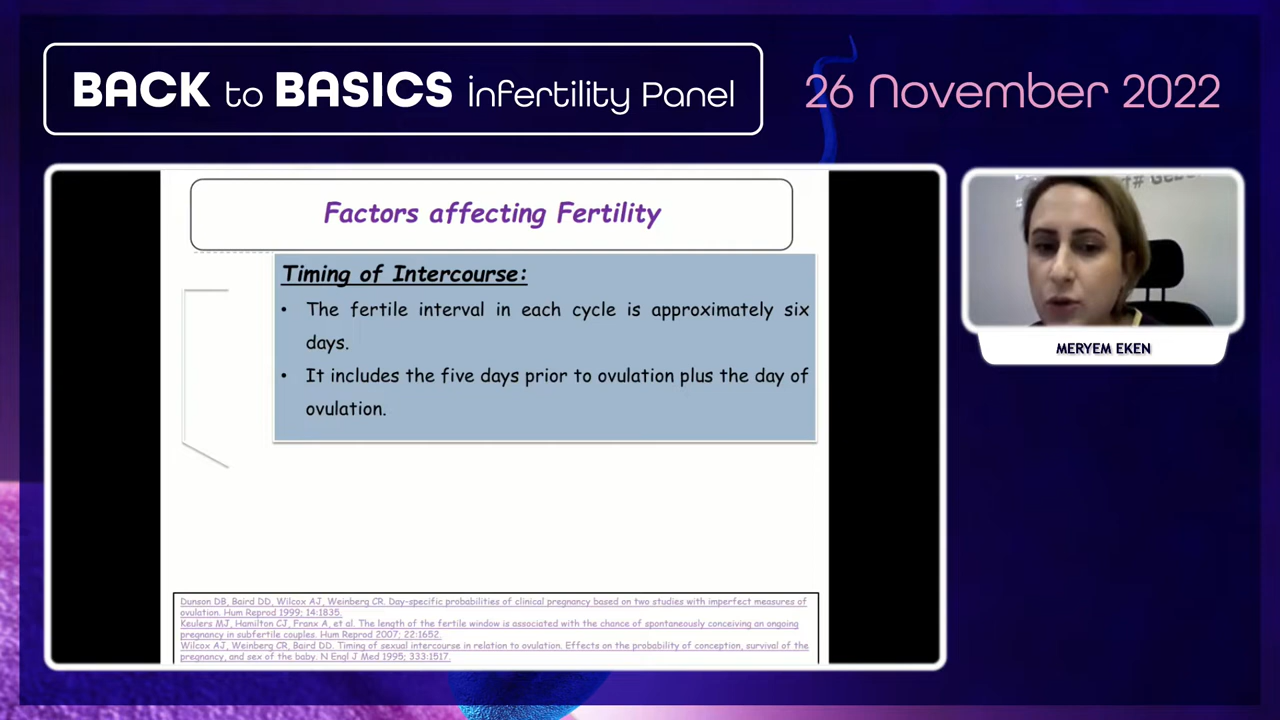 BACK to BASICS infertility Panel
26 November 2022
Factors affecting Fertility
Timing of Intercourse:
• The fertile interval in each cycle is approximately six
days.
• It includes the five days prior to ovulation plus the day of
ovulation.
Dunson DB, Baird DD, Wilcox AJ, Weinberg CR. Day-specific probabilities of clinical pregnancy based on two studies with imperfect measures of
ovulation. Hum Reprod 1999; 14:1835.
Keulers MJ, Hamilton CJ, Franx A, et al. The length of the fertile window is associated with the chance of spontaneously conceiving an ongoing
pregnancy in subfertile couples. Hum Reprod 2007; 22:1652.
Wilcox AJ, Weinberg CR, Baird DD. Timing of sexual intercourse in relation to ovulation. Effects on the probability of conception, survival of the
pregnancy, and sex of the baby. N Engl J Med 1995; 333:1517.
MERYEM EKEN